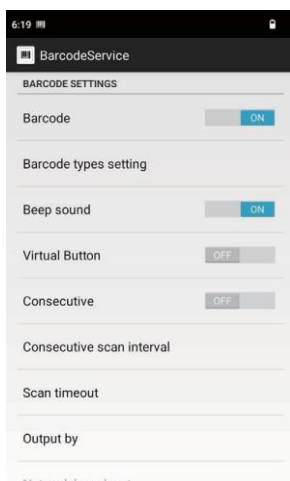 6:19
BarcodeService
BARCODE SETTINGS
Barcode ON
Barcode types setting
Beep sound ON
Virtual Button OFF
Consecutive OFF
Consecutive scan interval
Scan timeout
Output by